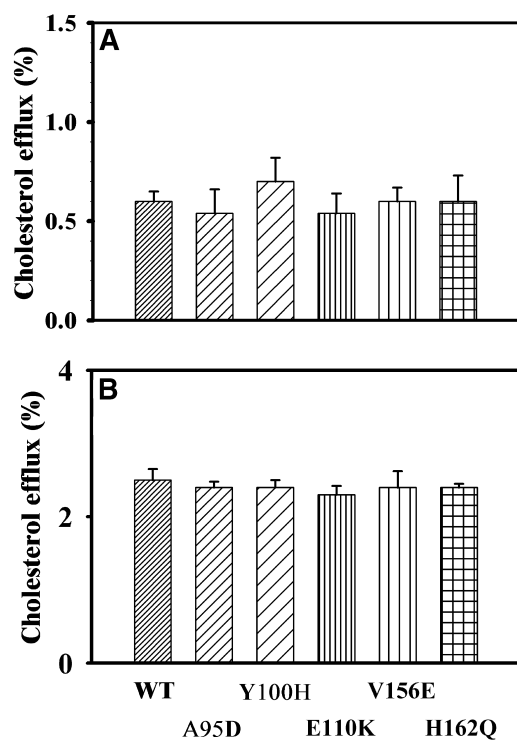 A
Cholesterol efflux (%)
1.5
1.0
0.5
0.0
B
Cholesterol efflux (%)
4
2
0
WT Y100H V156E
A95D E110K H162Q